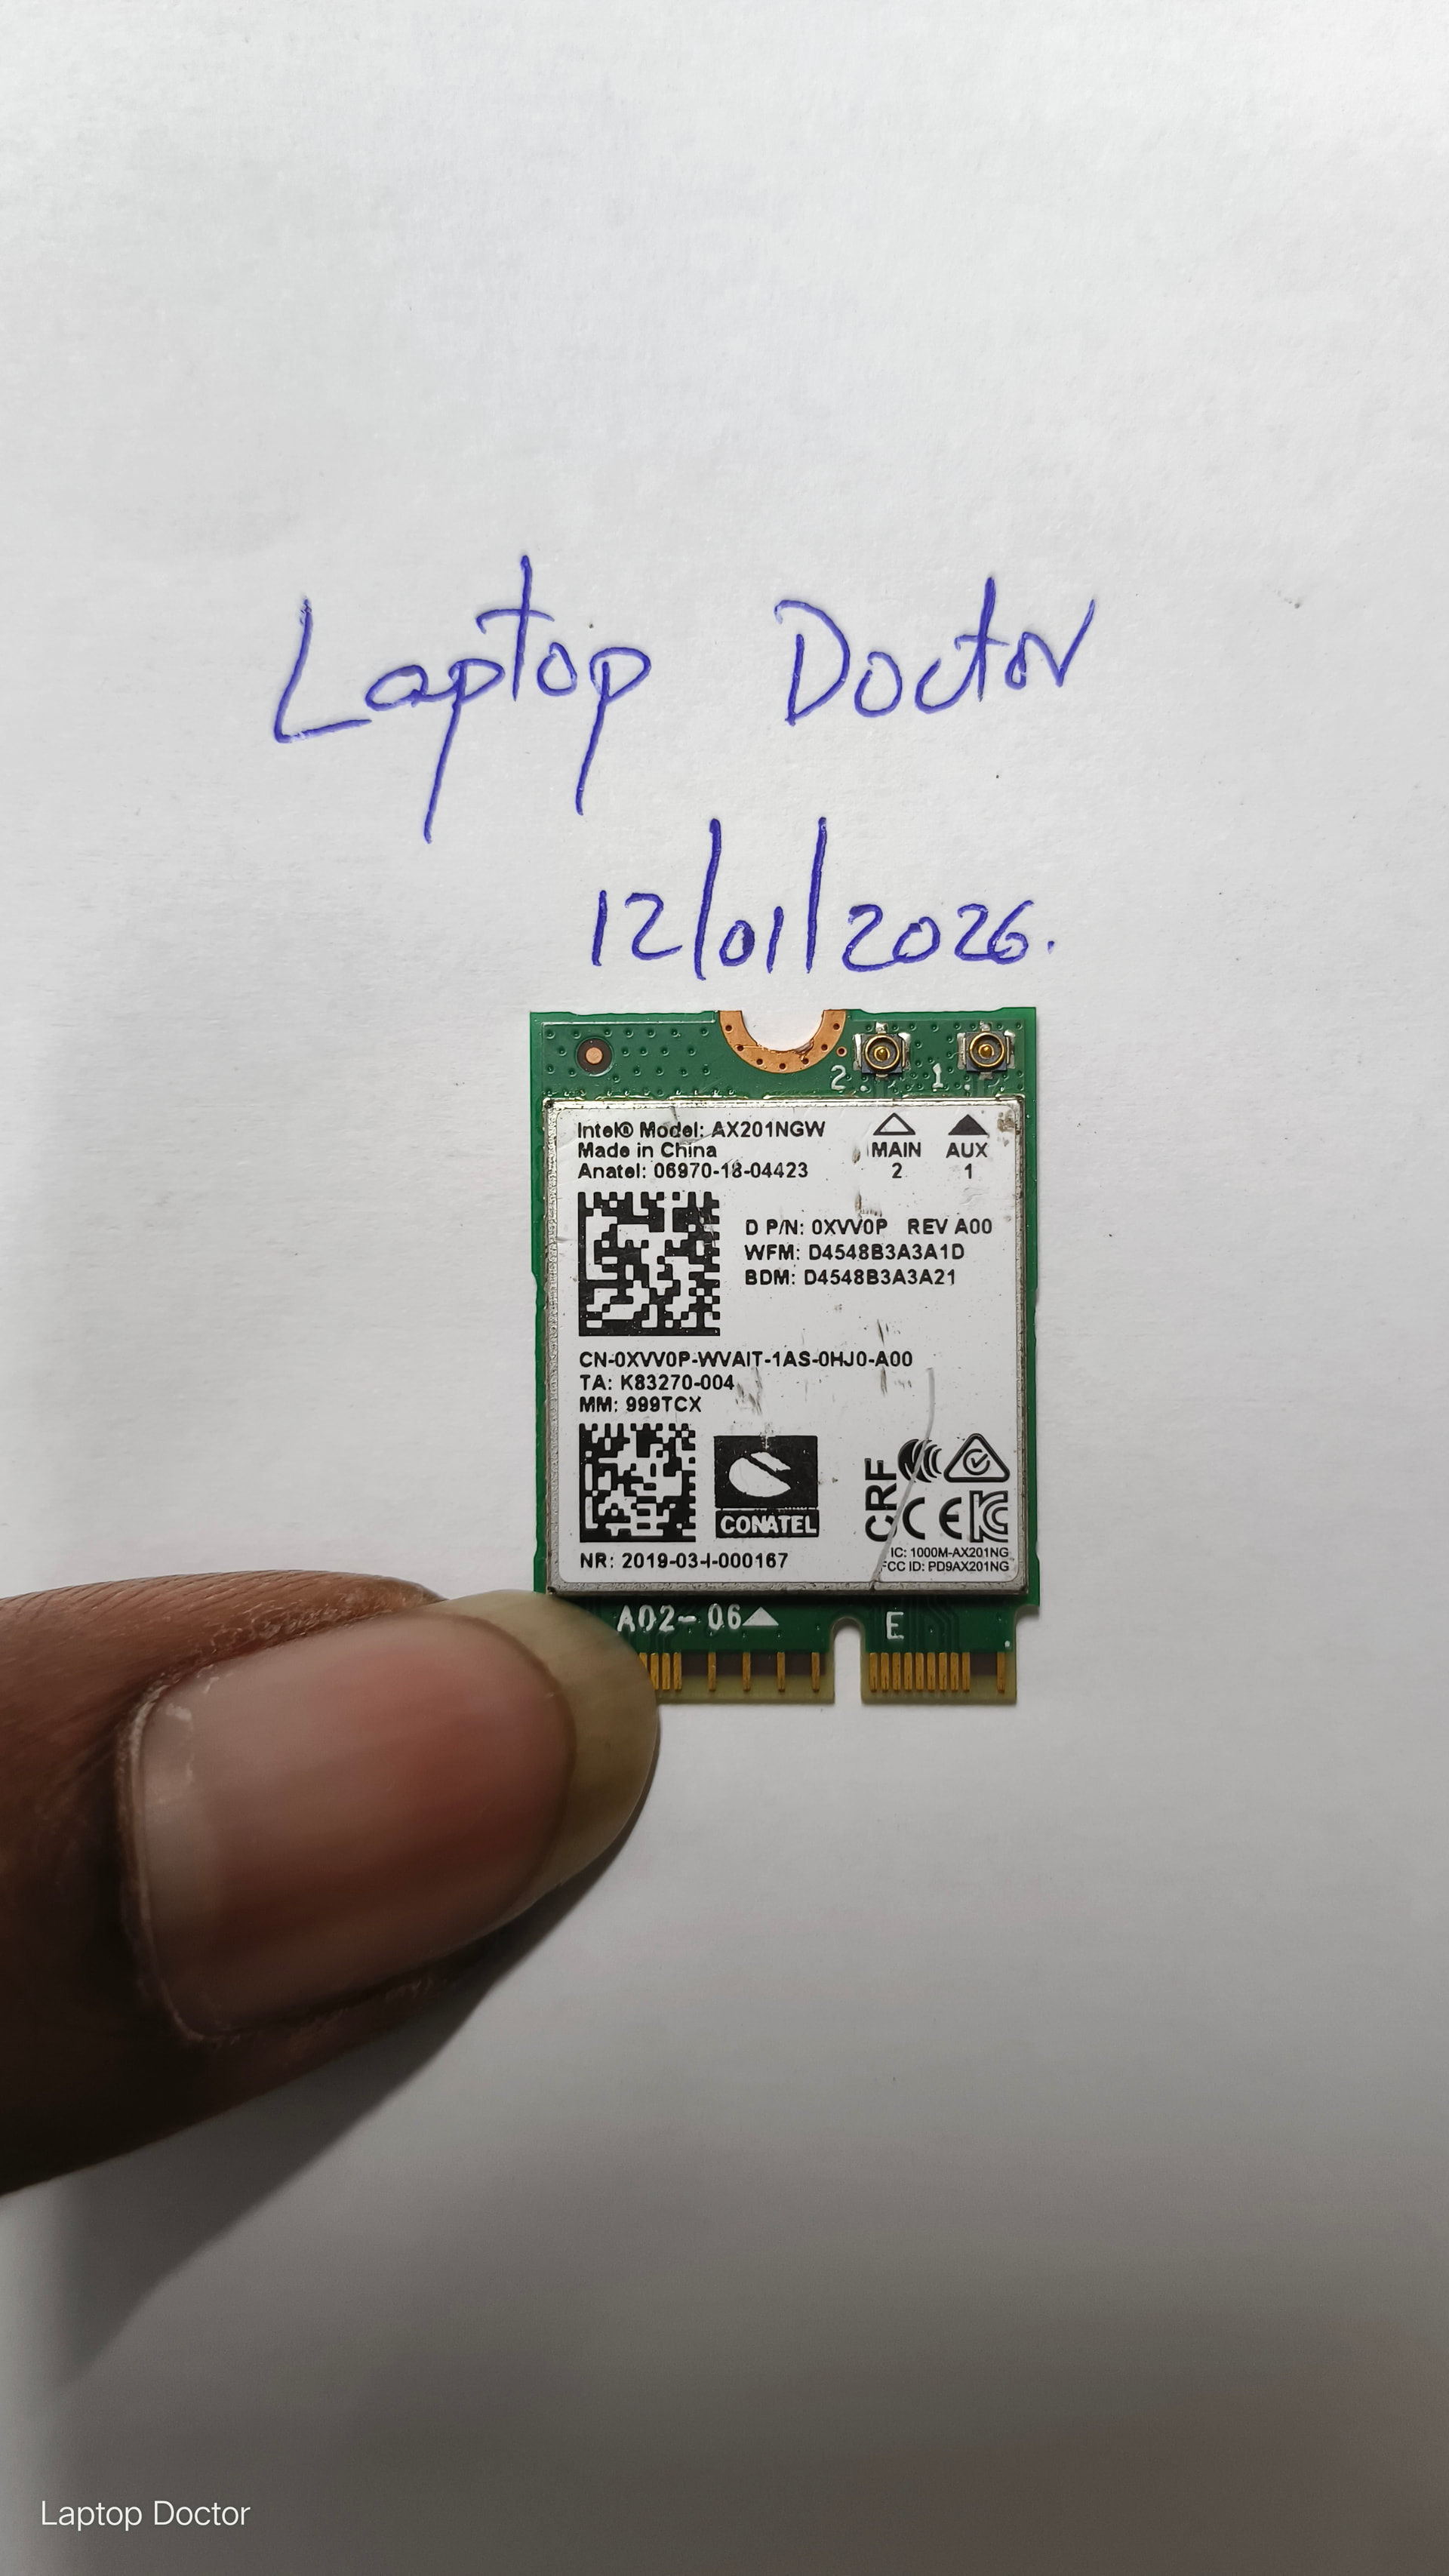 Laptop Doctor
12/01/2026.
2 1
Intel® Model: AX201NGW
Made in China
Anatel: 06970-18-04423
MAIN AUX
2 1
D P/N: 0XVV0P REV A00
WFM: D4548B3A3A1D
BDM: D4548B3A3A21
CN-0XVV0P-WVAIT-1AS-0HJ0-A00
TA: K83270-004
MM: 999TCX
CONATEL
CRF
CE
NR: 2019-03-I-000167
IC: 1000M-AX201NG
FCC ID: PD9AX201NG
A02-06 E
Laptop Doctor